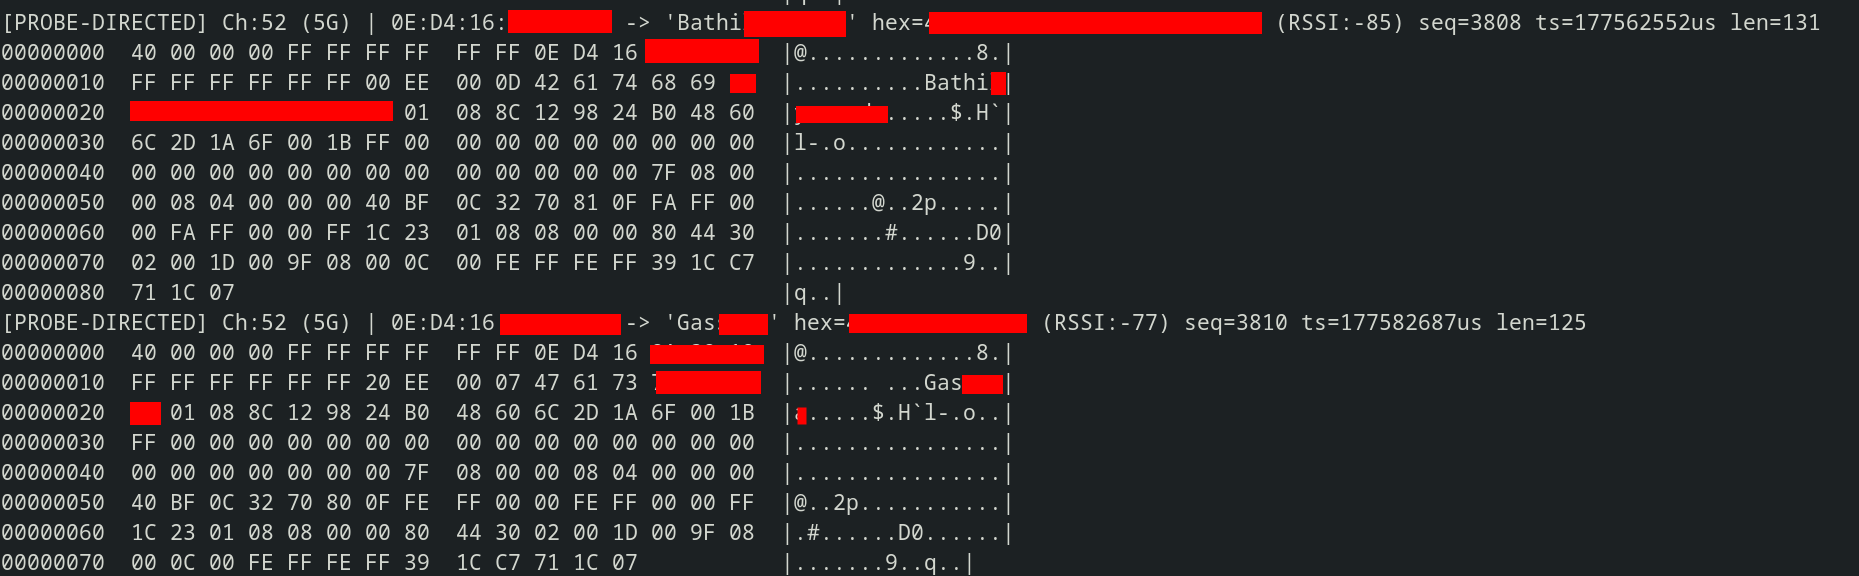 [PROBE-DIRECTED] Ch:52 (5G) | 0E:D4:16: -> 'Bathi ' hex= (RSSI:-85) seq=3808 ts=177562552us len=131
00000000 40 00 00 00 FF FF FF FF FF FF 0E D4 16 |@.............8.|
00000010 FF FF FF FF FF FF 00 EE 00 0D 42 61 74 68 69 |..........Bathi |
00000020 01 08 8C 12 98 24 B0 48 60 | .....$.H`|
00000030 6C 2D 1A 6F 00 1B FF 00 00 00 00 00 00 00 00 00 |l-.o............|
00000040 00 00 00 00 00 00 00 00 00 00 00 00 00 7F 08 00 |................|
00000050 00 08 04 00 00 00 40 BF 0C 32 70 81 0F FA FF 00 |......@..2p.....|
00000060 00 FA FF 00 00 FF 1C 23 01 08 08 00 00 80 44 30 |.......#......D0|
00000070 02 00 1D 00 9F 08 00 0C 00 FE FF FE FF 39 1C C7 |.............9..|
00000080 71 1C 07 |q..|
[PROBE-DIRECTED] Ch:52 (5G) | 0E:D4:16 -> 'Gas ' hex= (RSSI:-77) seq=3810 ts=177582687us len=125
00000000 40 00 00 00 FF FF FF FF FF FF 0E D4 16 |@.............8.|
00000010 FF FF FF FF FF FF 20 EE 00 07 47 61 73 |...... ...Gas |
00000020 01 08 8C 12 98 24 B0 48 60 6C 2D 1A 6F 00 1B | .....$.H`l-.o..|
00000030 FF 00 00 00 00 00 00 00 00 00 00 00 00 00 00 00 |................|
00000040 00 00 00 00 00 00 00 7F 08 00 00 08 04 00 00 00 |................|
00000050 40 BF 0C 32 70 80 0F FE FF 00 00 FE FF 00 00 FF |@..2p...........|
00000060 1C 23 01 08 08 00 00 80 44 30 02 00 1D 00 9F 08 |.#......D0......|
00000070 00 0C 00 FE FF FE FF 39 1C C7 71 1C 07 |.......9..q..|